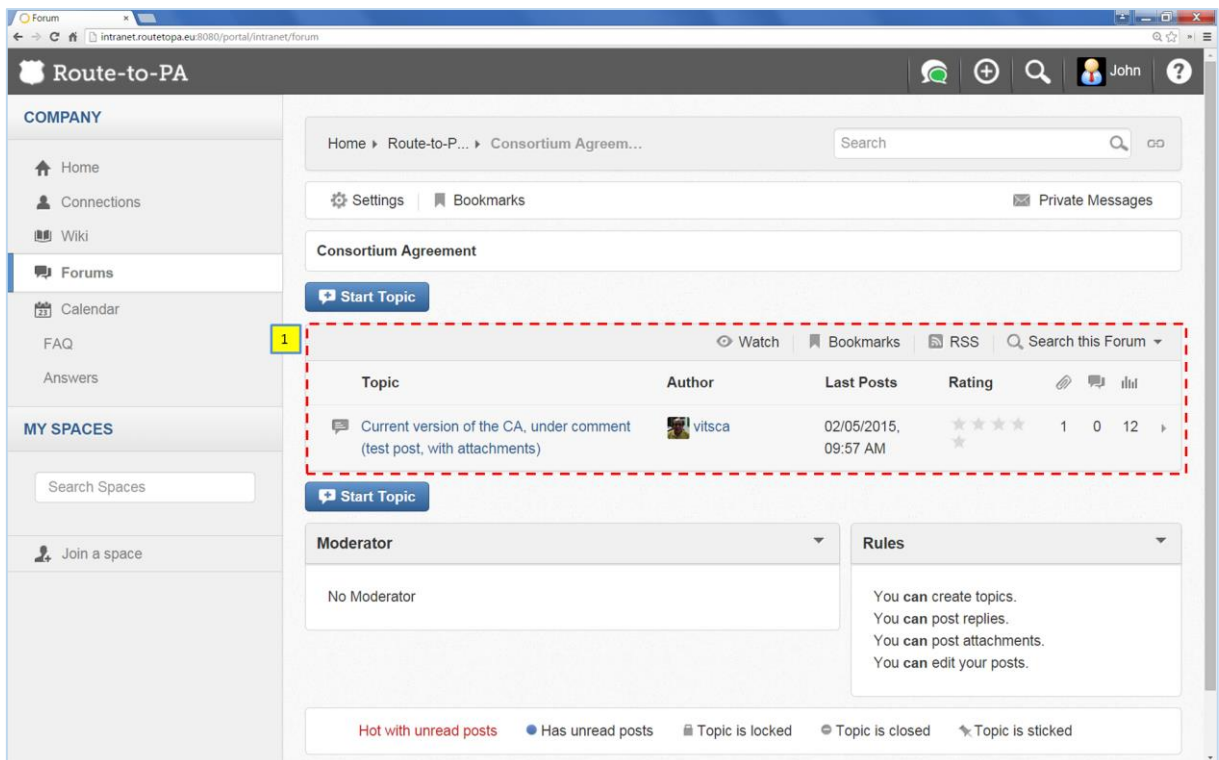 Forum
intranet.routetopa.eu:8080/portal/intranet/forum
Route-to-PA
John
?
COMPANY
Home
Connections
Wiki
Forums
23 Calendar
FAQ
Answers
MY SPACES
Search Spaces
Join a space
Home Route-to-P... Consortium Agreem...
Search
Settings Bookmarks Private Messages
Consortium Agreement
Start Topic
1
Watch Bookmarks RSS Search this Forum
Topic Author Last Posts Rating
Current version of the CA, under comment vitsca 02/05/2015, 1 0 12
(test post, with attachments) 09:57 AM
Start Topic
Moderator
No Moderator
Rules
You can create topics.
You can post replies.
You can post attachments.
You can edit your posts.
Hot with unread posts Has unread posts Topic is locked Topic is closed Topic is sticked